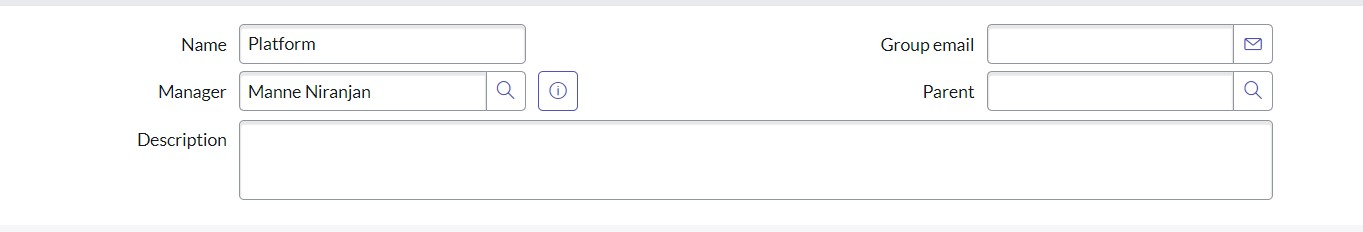 Name Platform Group email
Manager Manne Niranjan Parent
Description